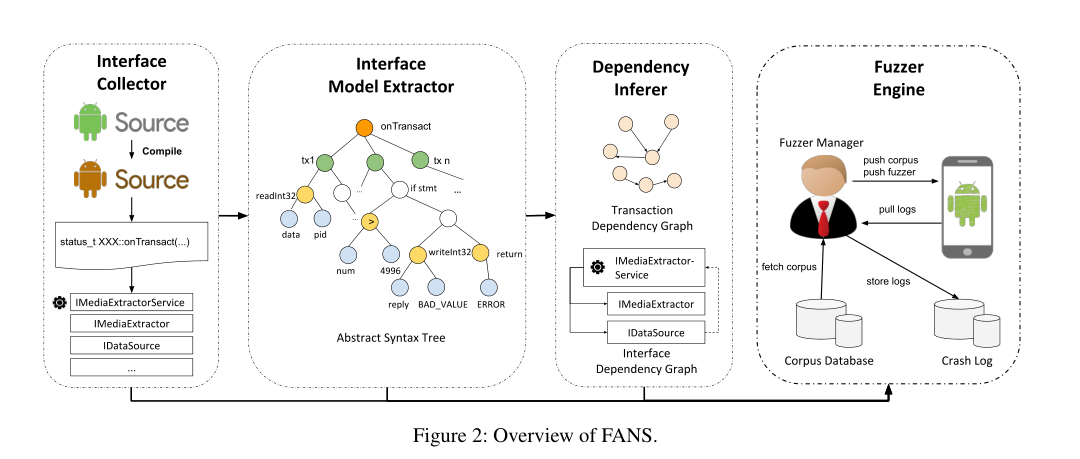 Interface
Collector
Source
Compile
Source
status_t XXX::onTransact(...)
IMediaExtractorService
IMediaExtractor
IDataSource
...
Interface
Model Extractor
onTransact
tx1
tx n
...
if stmt
...
readInt32
...
>
data
pid
writeInt32
return
num
4996
reply
BAD_VALUE
ERROR
Abstract Syntax Tree
Dependency
Inferer
Transaction
Dependency Graph
IMediaExtractor-
Service
IMediaExtractor
IDataSource
Interface
Dependency Graph
Fuzzer
Engine
Fuzzer Manager
push corpus
push fuzzer
pull logs
fetch corpus
store logs
Corpus Database
Crash Log
Figure 2: Overview of FANS.